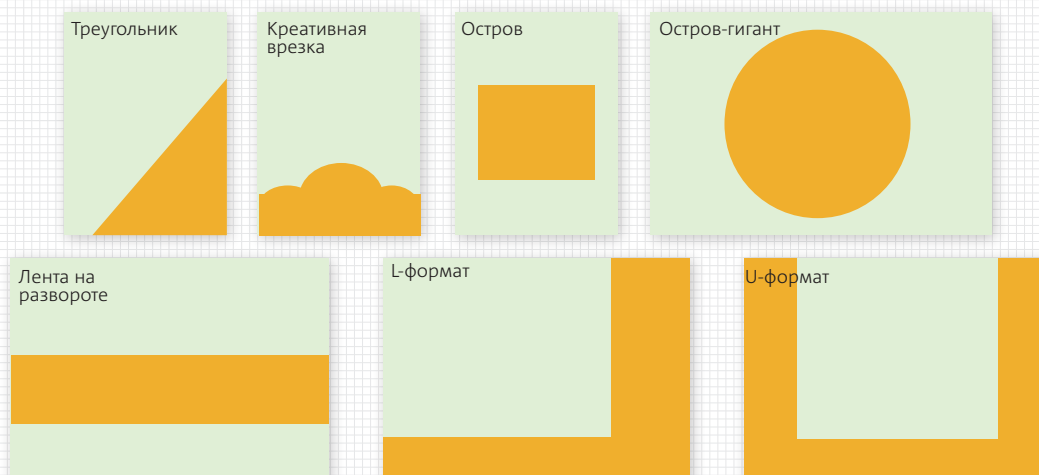 Треугольник
Креативная
врезка
Остров
Остров-гигант
Лента на
развороте
L-формат
U-формат